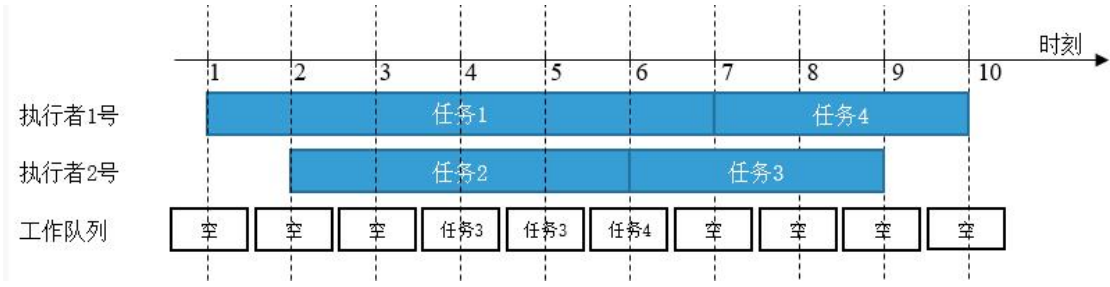 时刻
1 2 3 4 5 6 7 8 9 10
执行者1号 任务1 任务4
执行者2号 任务2 任务3
工作队列 空 空 空 任务3 任务3 任务4 空 空 空 空